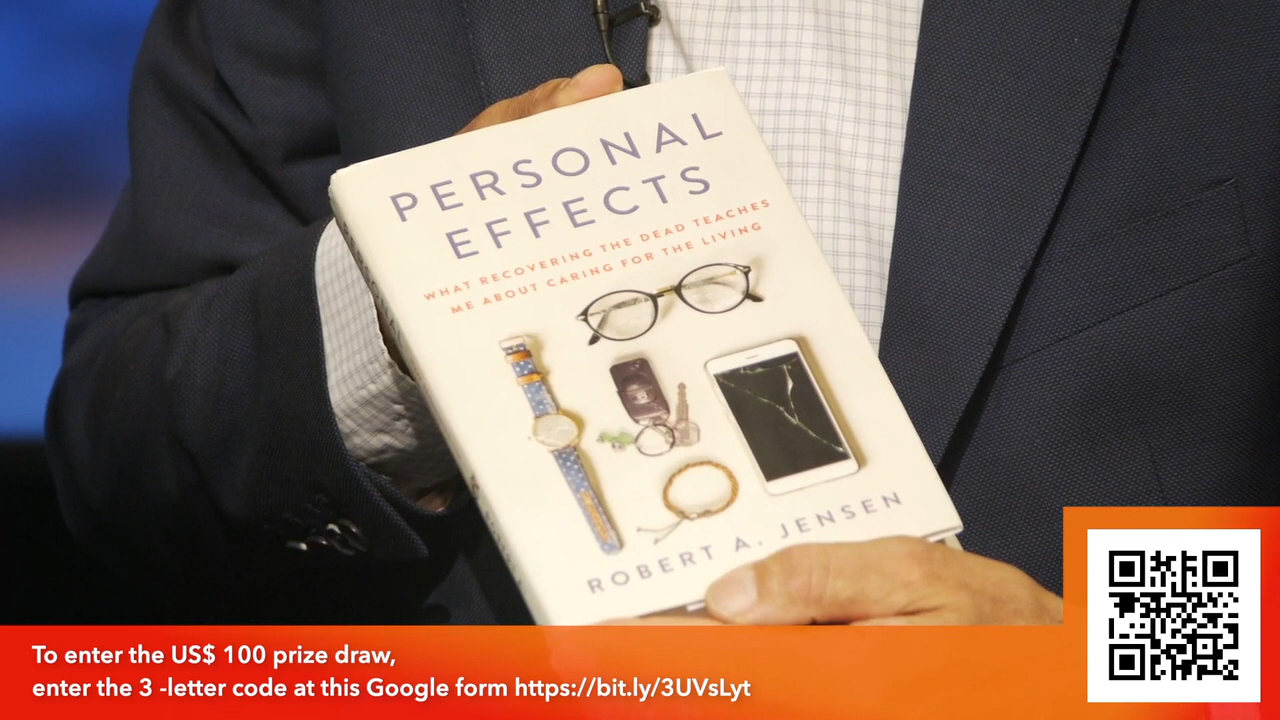 PERSONAL
EFFECTS
WHAT RECOVERING THE DEAD TEACHES
ME ABOUT CARING FOR THE LIVING
ROBERT A. JENSEN
To enter the US$ 100 prize draw,
enter the 3 -letter code at this Google form https://bit.ly/3UVsLyt